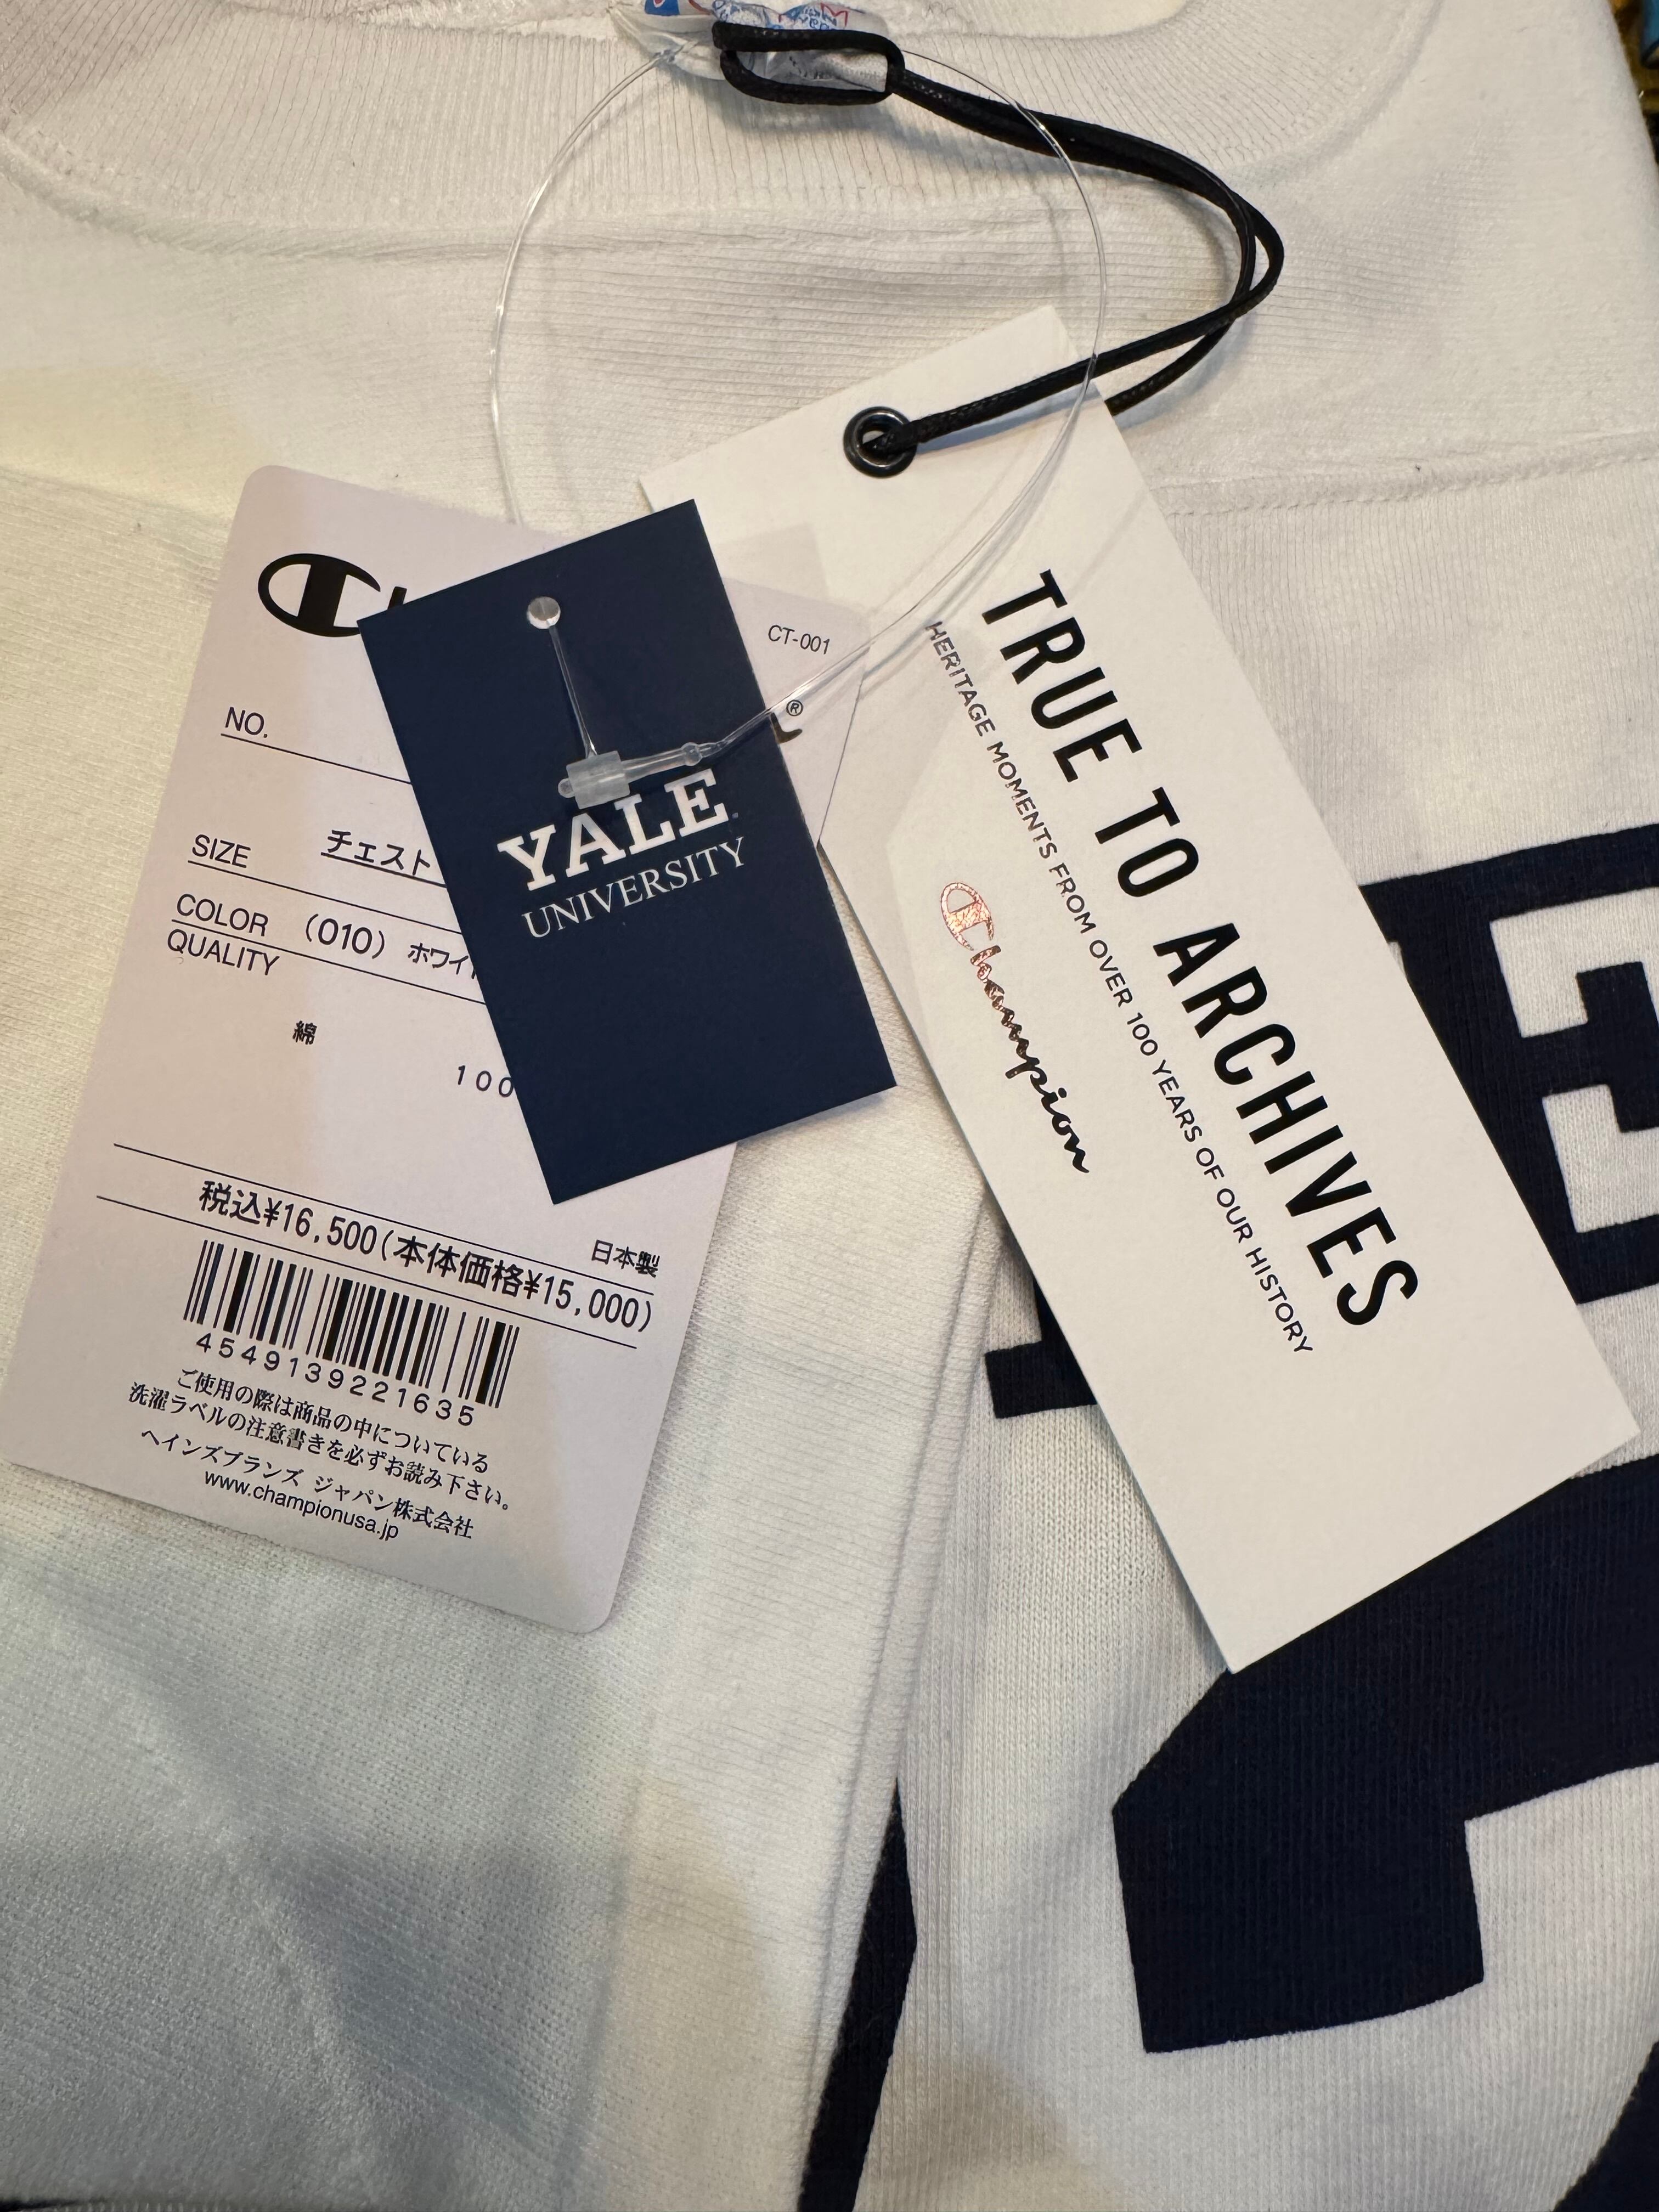 CT-001
NO.
SIZE チェスト
COLOR (010) ホワイ
QUALITY
綿
100
日本製
税込¥16,500(本体価格¥15,000)
4549139221635
ご使用の際は商品の中についている
洗濯ラベルの注意書きを必ずお読み下さい。
ヘインズブランズ ジャパン株式会社
www.championusa.jp
L®
YALE
UNIVERSITY
TRUE TO ARCHIVES
HERITAGE MOMENTS FROM OVER 100 YEARS OF OUR HISTORY
Champion
E